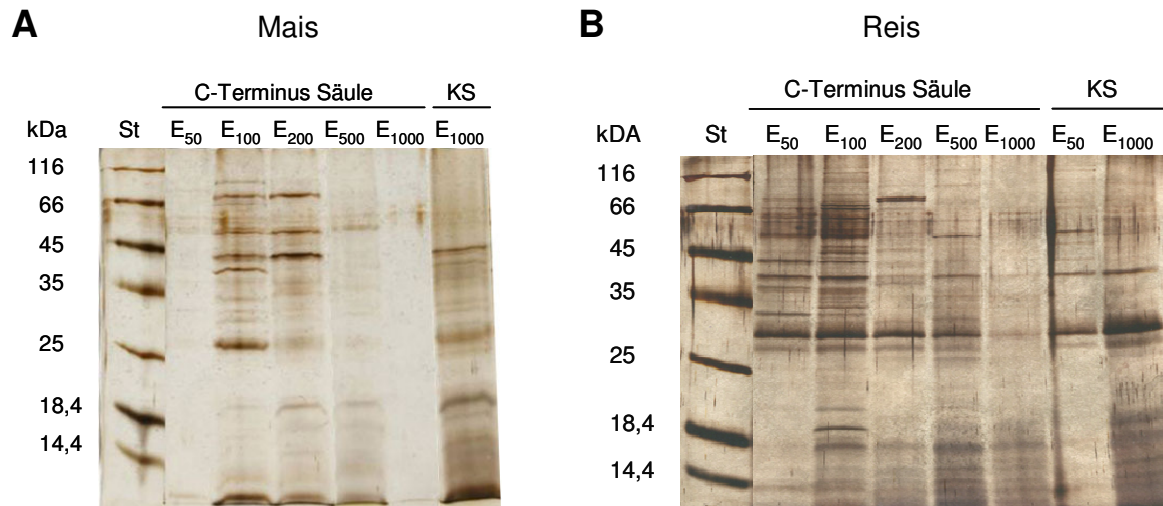 A Mais
C-Terminus Säule KS
kDa St E50 E100 E200 E500 E1000 E1000
116
66
45
35
25
18,4
14,4
B Reis
C-Terminus Säule KS
kDA St E50 E100 E200 E500 E1000 E50 E1000
116
66
45
35
25
18,4
14,4